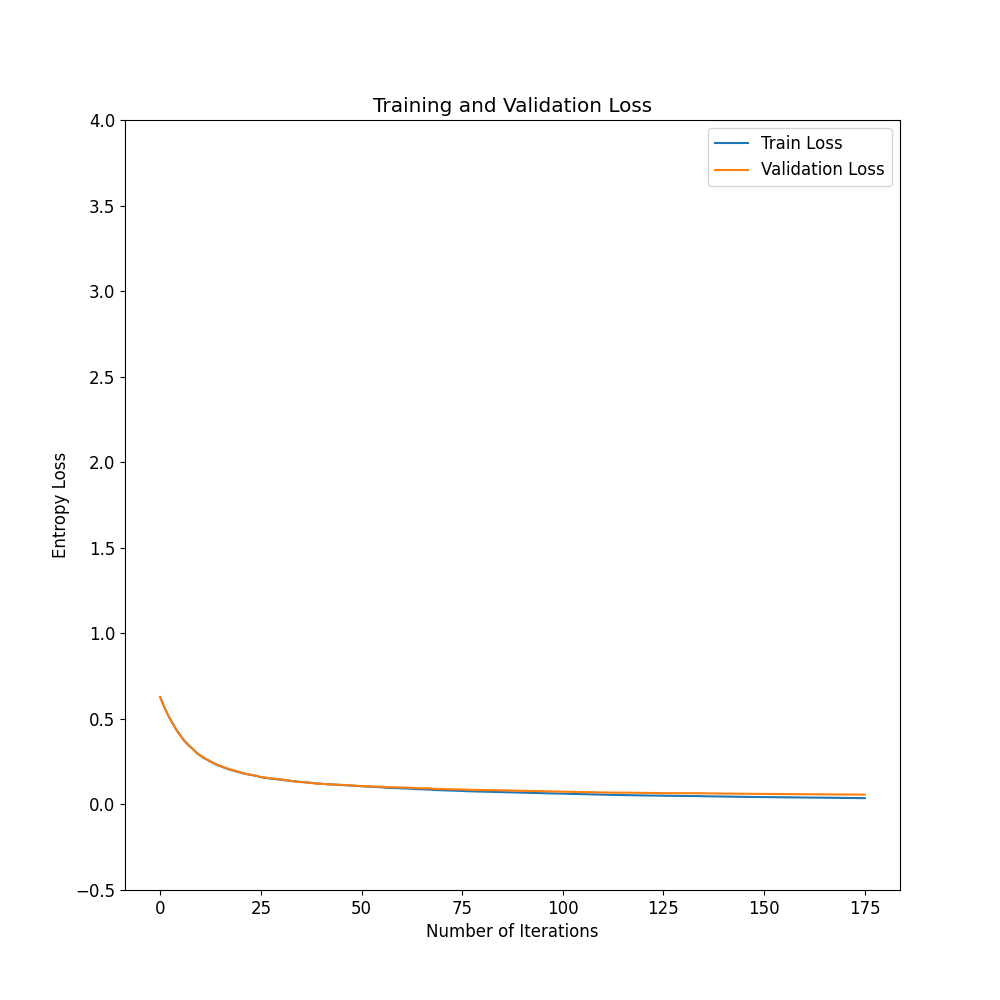 Training and Validation Loss
Train Loss
Validation Loss
4.0
3.5
3.0
2.5
2.0
1.5
1.0
0.5
0.0
−0.5
Entropy Loss
0 25 50 75 100 125 150 175
Number of Iterations